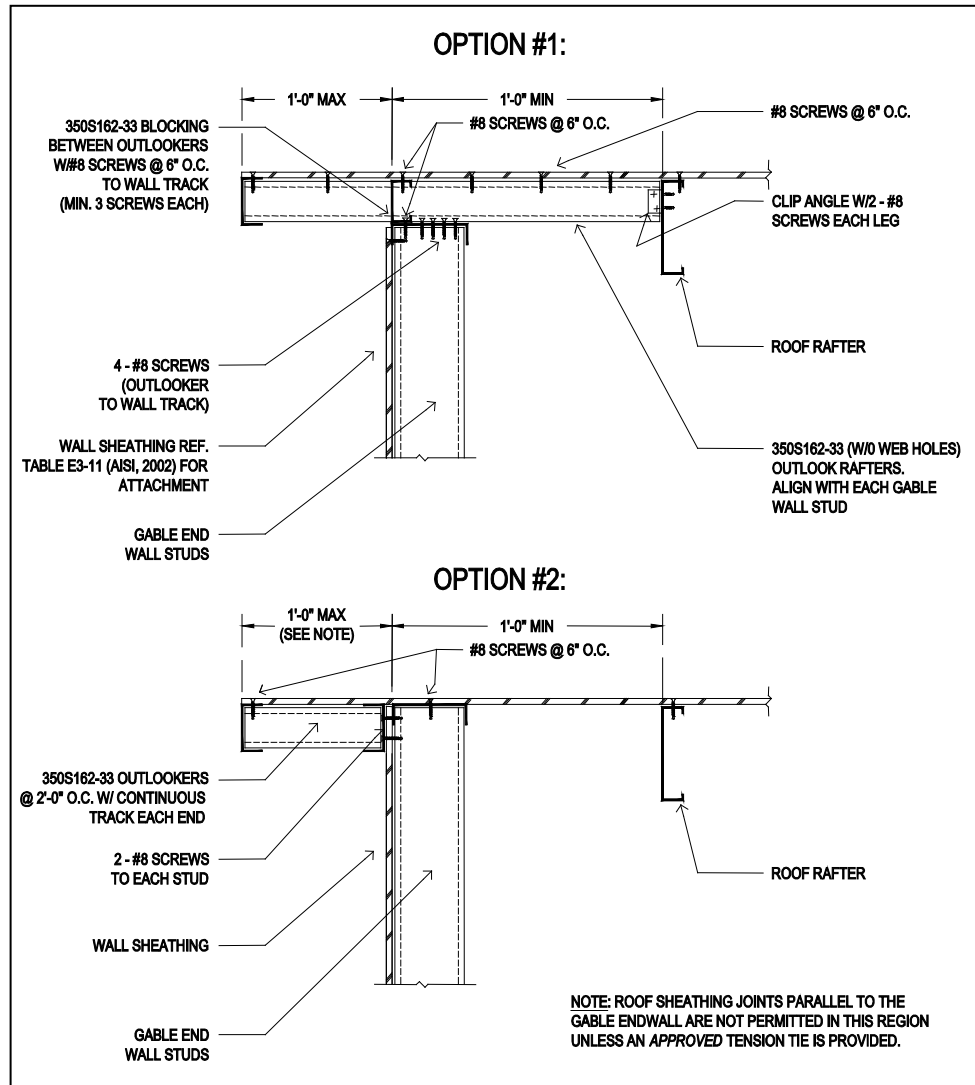 OPTION #1:
1'-0" MAX
1'-0" MIN
#8 SCREWS @ 6" O.C.
#8 SCREWS @ 6" O.C.
350S162-33 BLOCKING
BETWEEN OUTLOOKERS
W/#8 SCREWS @ 6" O.C.
TO WALL TRACK
(MIN. 3 SCREWS EACH)
CLIP ANGLE W/2 - #8
SCREWS EACH LEG
ROOF RAFTER
4 - #8 SCREWS
(OUTLOOKER
TO WALL TRACK)
WALL SHEATHING REF.
TABLE E3-11 (AISI, 2002) FOR
ATTACHMENT
350S162-33 (W/0 WEB HOLES)
OUTLOOK RAFTERS.
ALIGN WITH EACH GABLE
WALL STUD
GABLE END
WALL STUDS
OPTION #2:
1'-0" MAX
(SEE NOTE)
1'-0" MIN
#8 SCREWS @ 6" O.C.
350S162-33 OUTLOOKERS
@ 2'-0" O.C. W/ CONTINUOUS
TRACK EACH END
2 - #8 SCREWS
TO EACH STUD
ROOF RAFTER
WALL SHEATHING
GABLE END
WALL STUDS
NOTE: ROOF SHEATHING JOINTS PARALLEL TO THE
GABLE ENDWALL ARE NOT PERMITTED IN THIS REGION
UNLESS AN APPROVED TENSION TIE IS PROVIDED.